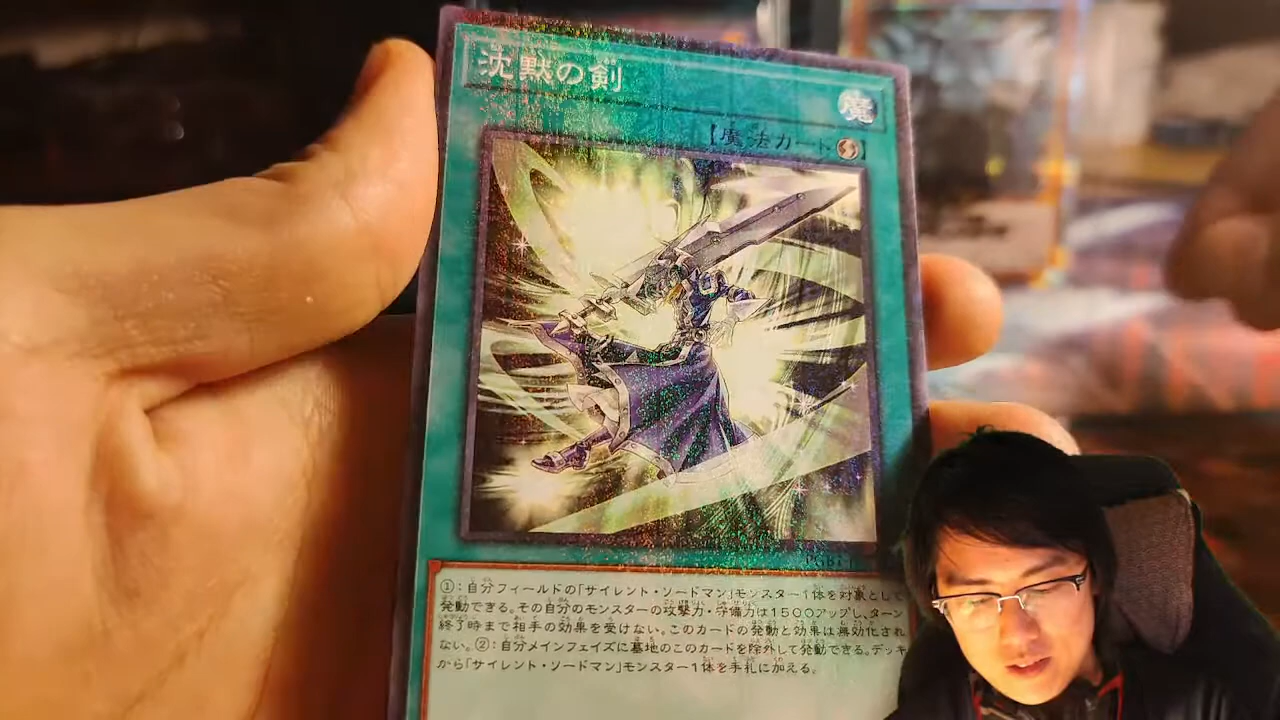 沈黙の剣
魔
【魔法カード】
①：自分フィールドの「サイレント・ソードマン」モンスター1体を対象として
発動できる。その自分のモンスターの攻撃力・守備力は1500アップし、ターン
終了時まで相手の効果を受けない。このカードの発動と効果は無効化され
ない。②：自分メインフェイズに墓地のこのカードを除外して発動できる。デッキ
から「サイレント・ソードマン」モンスター1体を手札に加える。